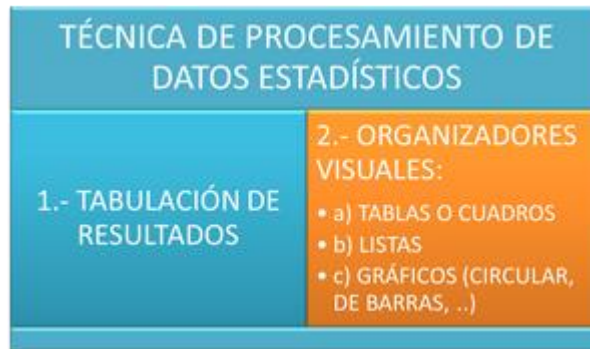 TÉCNICA DE PROCESAMIENTO DE
DATOS ESTADÍSTICOS
1.- TABULACIÓN DE
RESULTADOS
2.- ORGANIZADORES
VISUALES:
• a) TABLAS O CUADROS
• b) LISTAS
• c) GRÁFICOS (CIRCULAR,
DE BARRAS, ..)